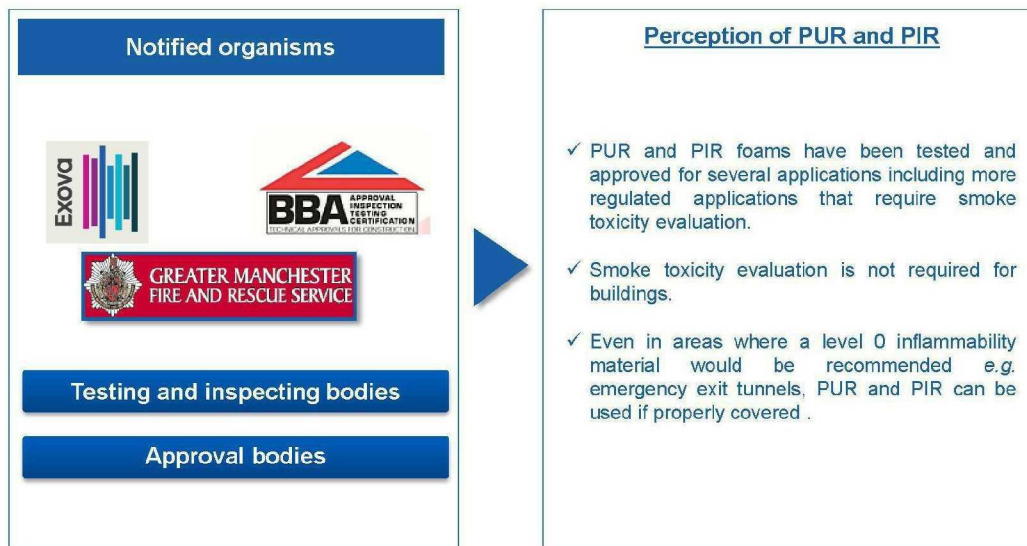 Notified organisms
Exova
BBA
APPROVAL
INSPECTION
TESTING
CERTIFICATION
TECHNICAL APPROVALS FOR CONSTRUCTION
GREATER MANCHESTER
FIRE AND RESCUE SERVICE
Testing and inspecting bodies
Approval bodies
Perception of PUR and PIR
✓ PUR and PIR foams have been tested and
approved for several applications including more
regulated applications that require smoke
toxicity evaluation.
✓ Smoke toxicity evaluation is not required for
buildings.
✓ Even in areas where a level 0 inflammability
material would be recommended e.g.
emergency exit tunnels, PUR and PIR can be
used if properly covered .